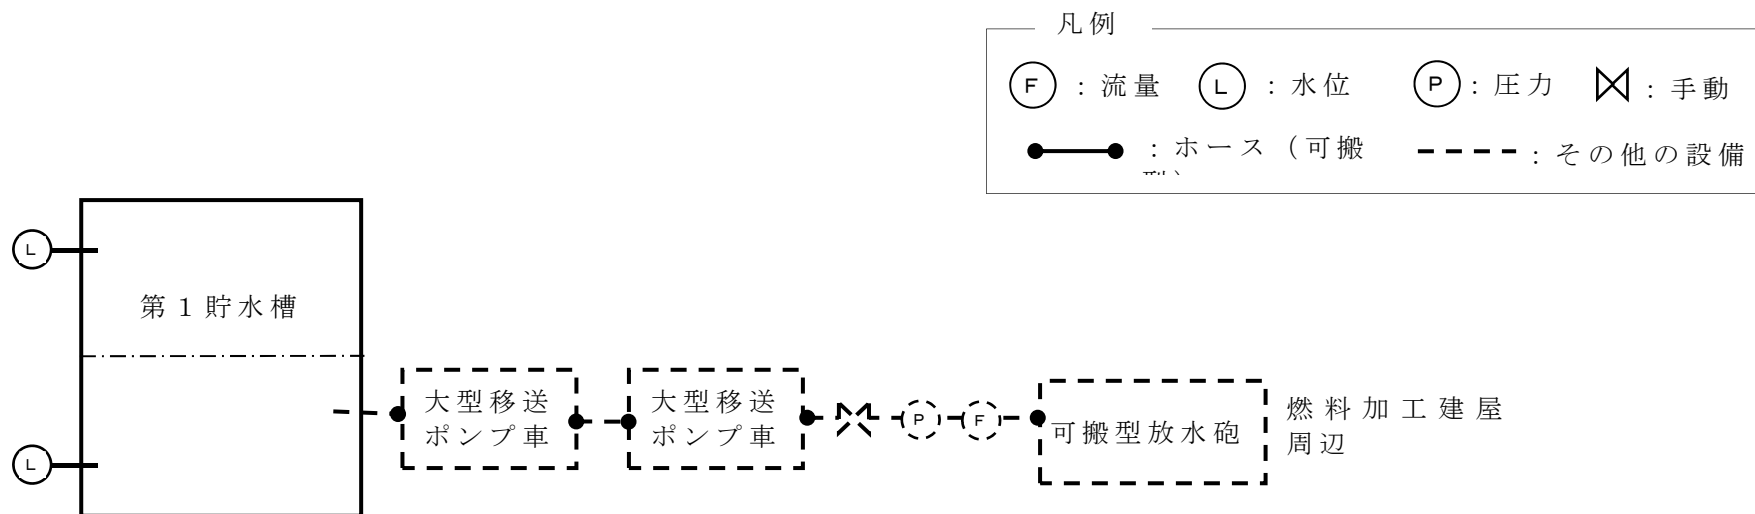 凡例
F : 流量 L : 水位 P : 圧力 : 手動
: ホース（可搬 : その他の設備
L
第１貯水槽
大型移送
ポンプ車
大型移送
ポンプ車
P
F
可搬型放水砲
燃料加工建屋
周辺
L